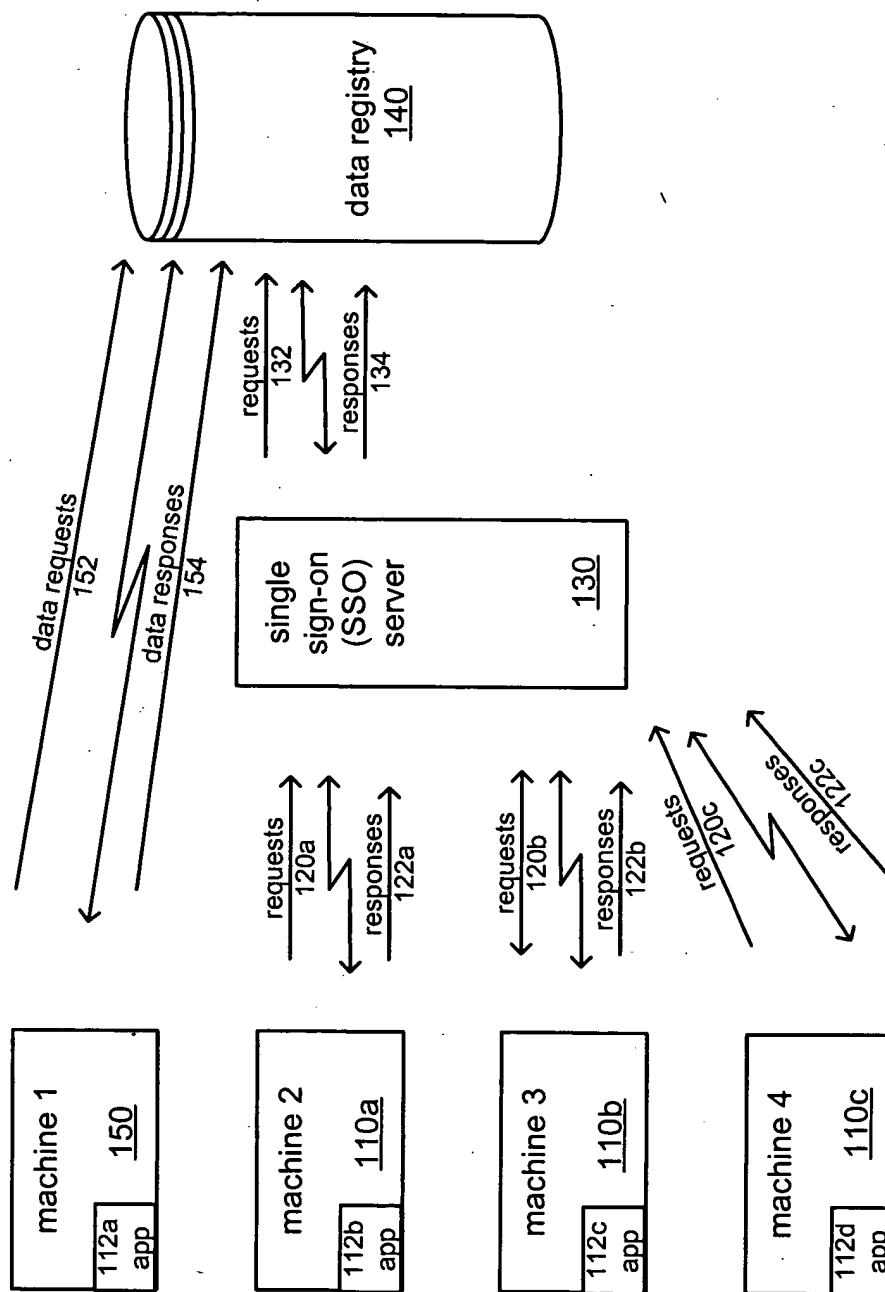 machine 1
150
112a
app
machine 2
110a
112b
app
machine 3
110b
112c
app
machine 4
110c
112d
app
data requests
152
data responses
154
requests
120a
responses
122a
requests
120b
responses
122b
requests
120c
responses
122c
single
sign-on
(SSO)
server
130
requests
132
responses
134
data registry
140